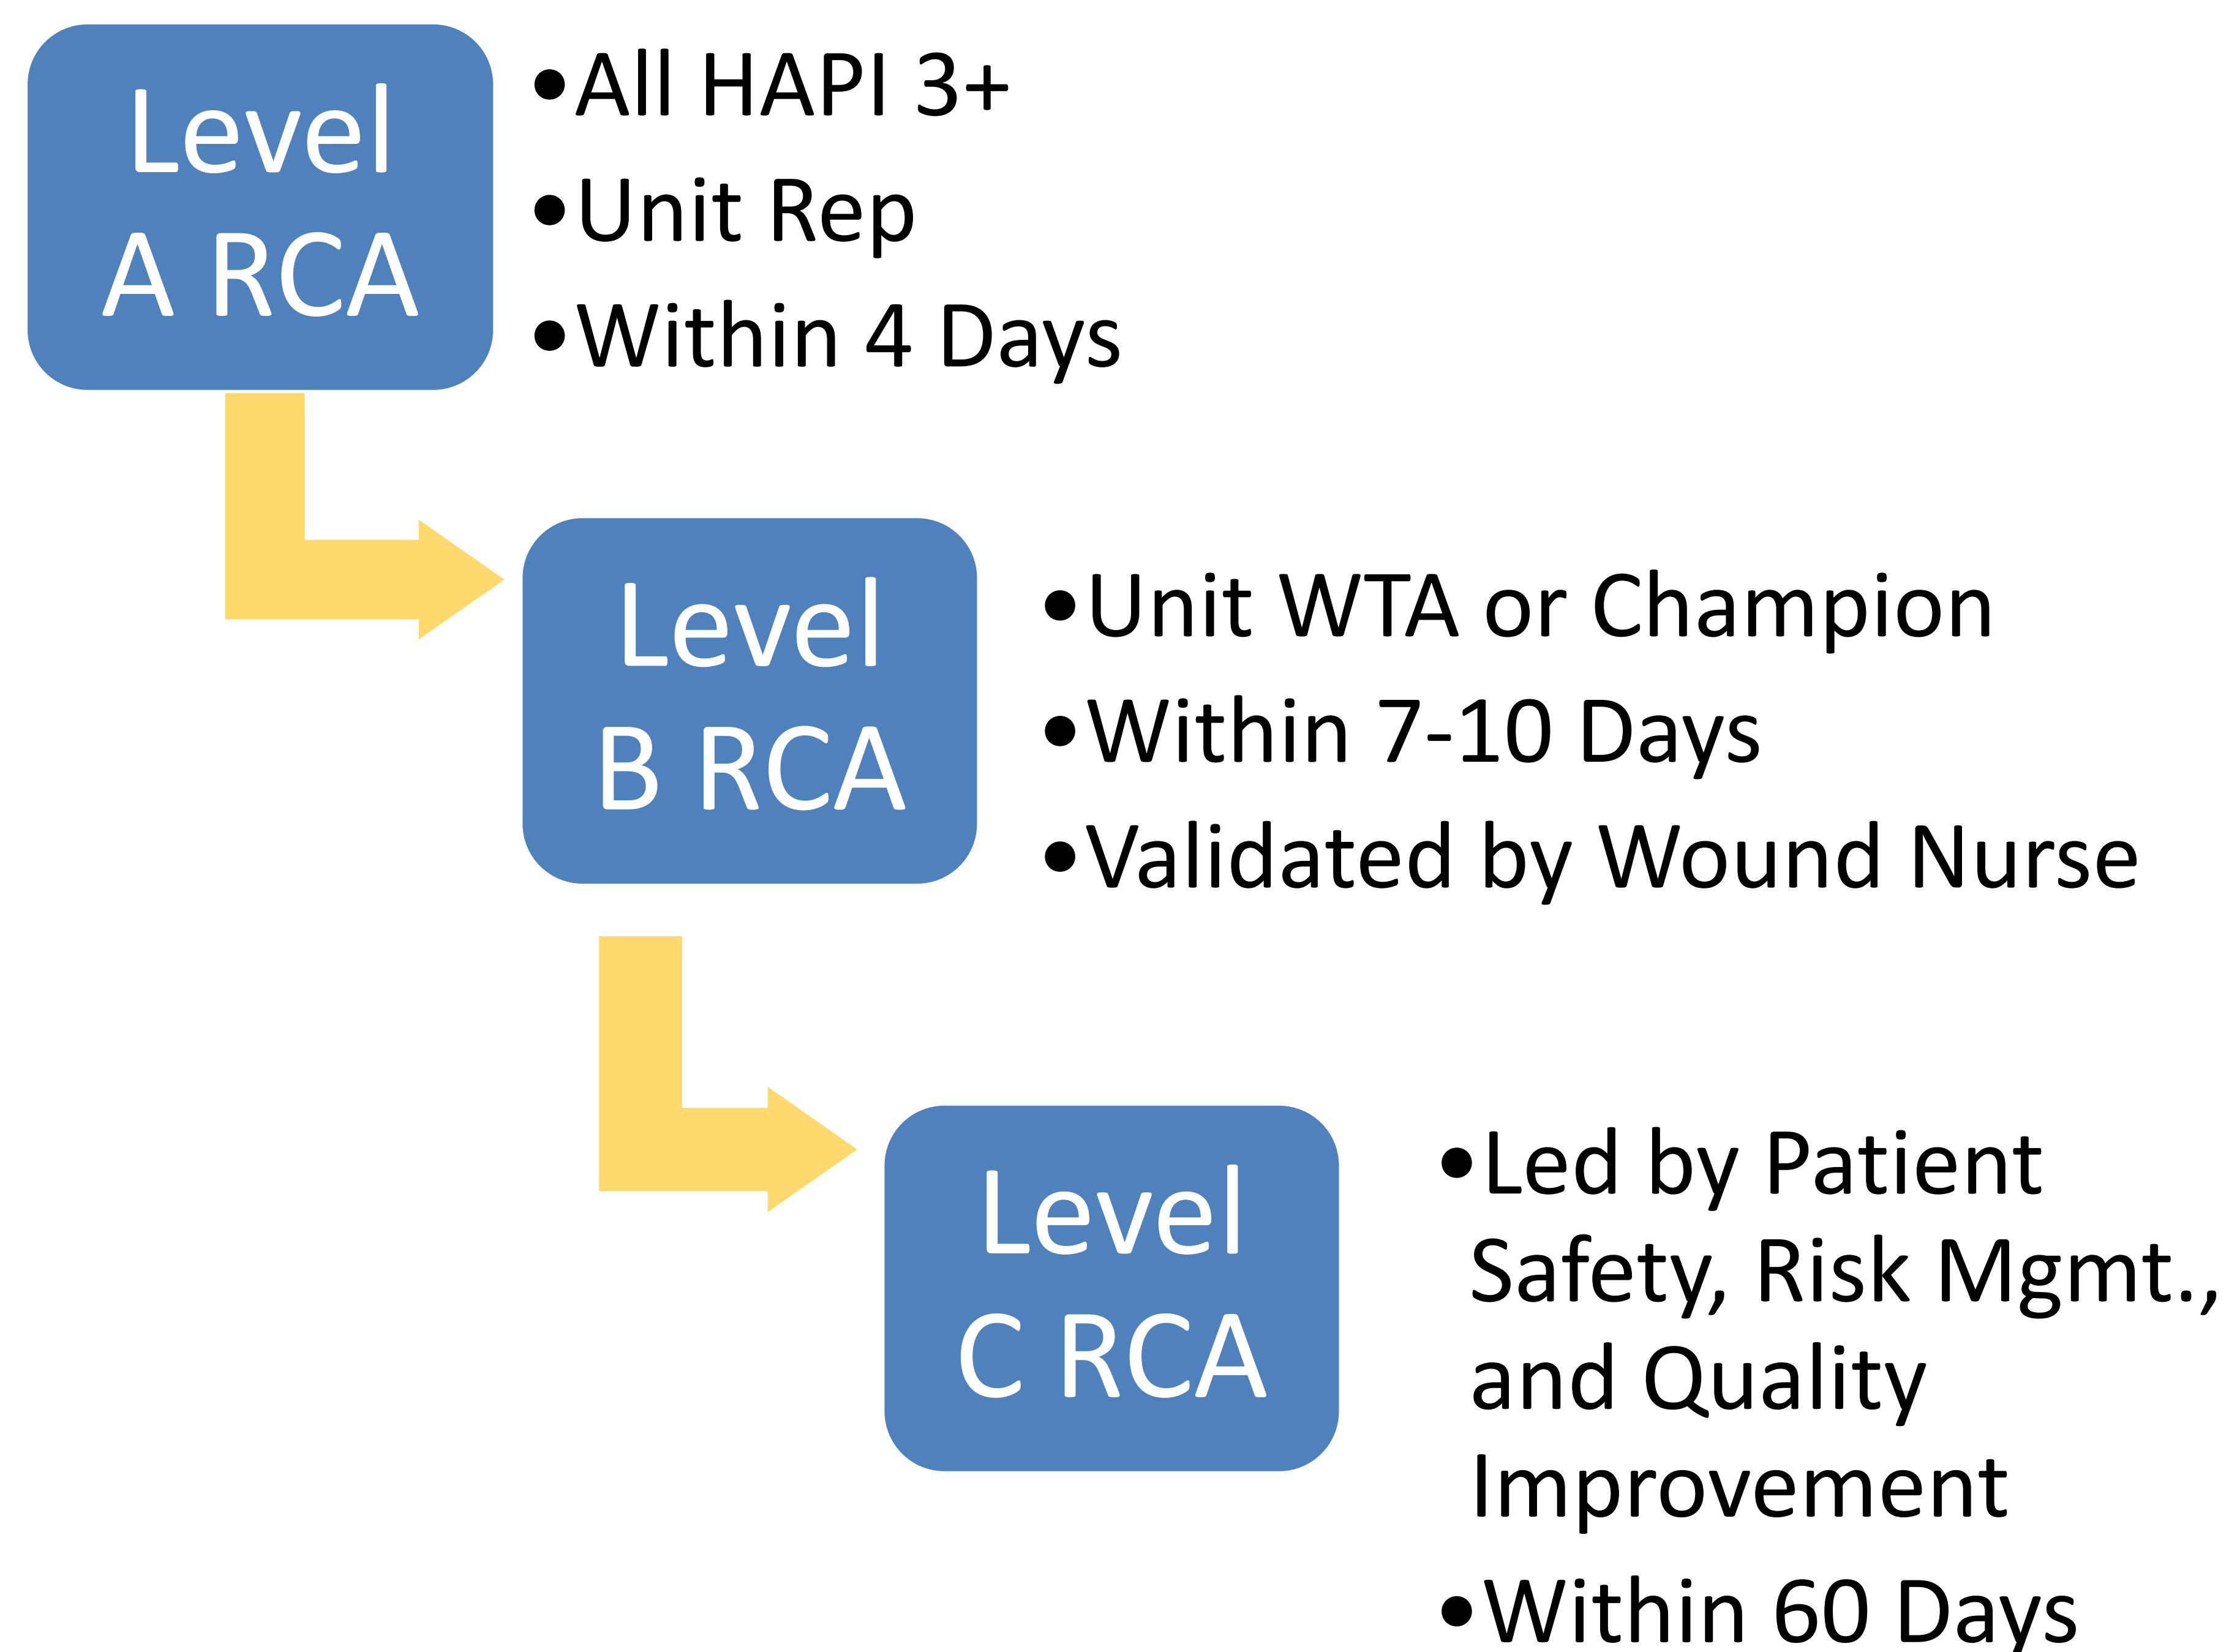 Level
A RCA
•All HAPI 3+
•Unit Rep
•Within 4 Days
Level
B RCA
•Unit WTA or Champion
•Within 7-10 Days
•Validated by Wound Nurse
Level
C RCA
•Led by Patient
Safety, Risk Mgmt.,
and Quality
Improvement
•Within 60 Days